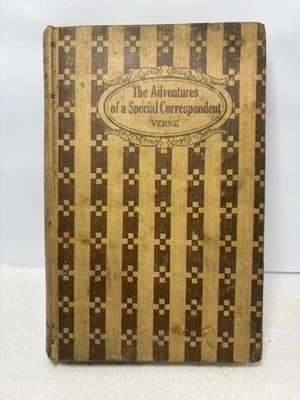 The Adventures
of a Special Correspondent
VERNE